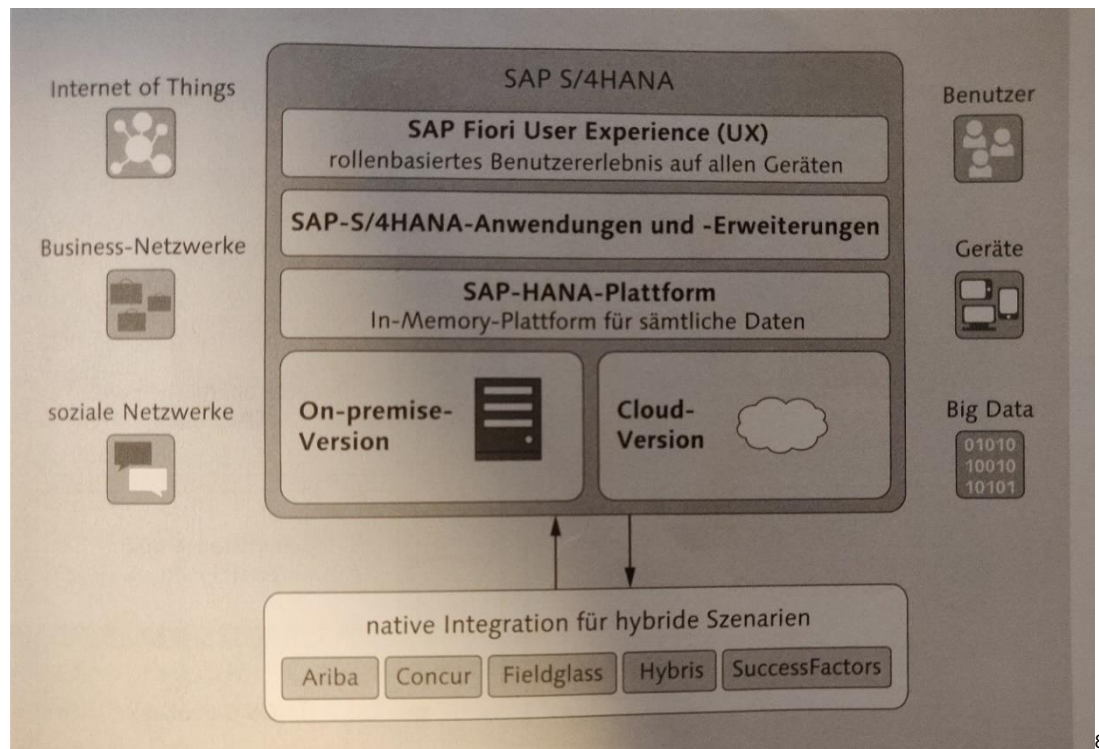 Internet of Things
Business-Netzwerke
soziale Netzwerke
SAP S/4HANA
SAP Fiori User Experience (UX)
rollenbasiertes Benutzererlebnis auf allen Geräten
SAP-S/4HANA-Anwendungen und -Erweiterungen
SAP-HANA-Plattform
In-Memory-Plattform für sämtliche Daten
On-premise-
Version
Cloud-
Version
Benutzer
Geräte
Big Data
01010
10010
10101
native Integration für hybride Szenarien
Ariba
Concur
Fieldglass
Hybris
SuccessFactors